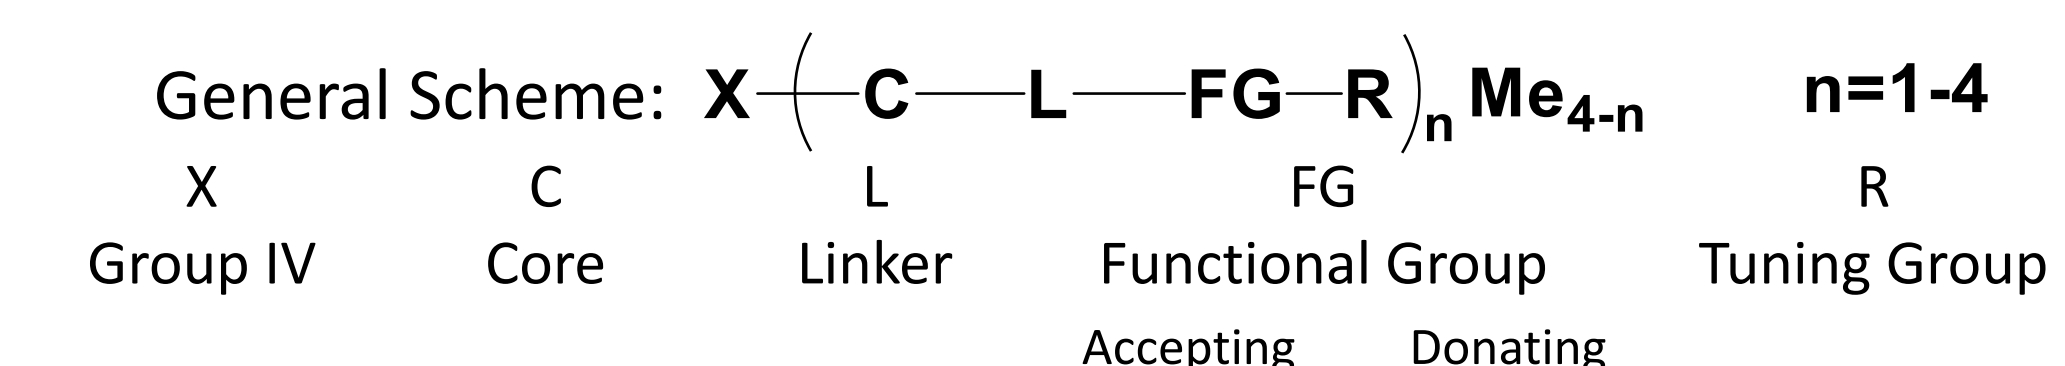 General Scheme: X—(C—L—FG—R)n Me4-n n=1-4
X C L FG R
Group IV Core Linker Functional Group Tuning Group
Accepting Donating